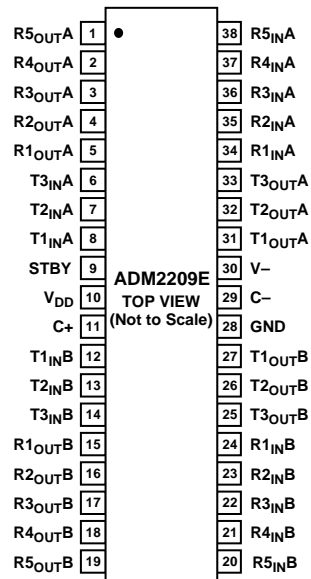 R5OUTA 1 38 R5INA
R4OUTA 2 37 R4INA
R3OUTA 3 36 R3INA
R2OUTA 4 35 R2INA
R1OUTA 5 34 R1INA
T3INA 6 33 T3OUTA
T2INA 7 32 T2OUTA
T1INA 8 31 T1OUTA
STBY 9 30 V–
ADM2209E
VDD 10 29 C–
TOP VIEW
C+ 11 28 GND
(Not to Scale)
T1INB 12 27 T1OUTB
T2INB 13 26 T2OUTB
T3INB 14 25 T3OUTB
R1OUTB 15 24 R1INB
R2OUTB 16 23 R2INB
R3OUTB 17 22 R3INB
R4OUTB 18 21 R4INB
R5OUTB 19 20 R5INB